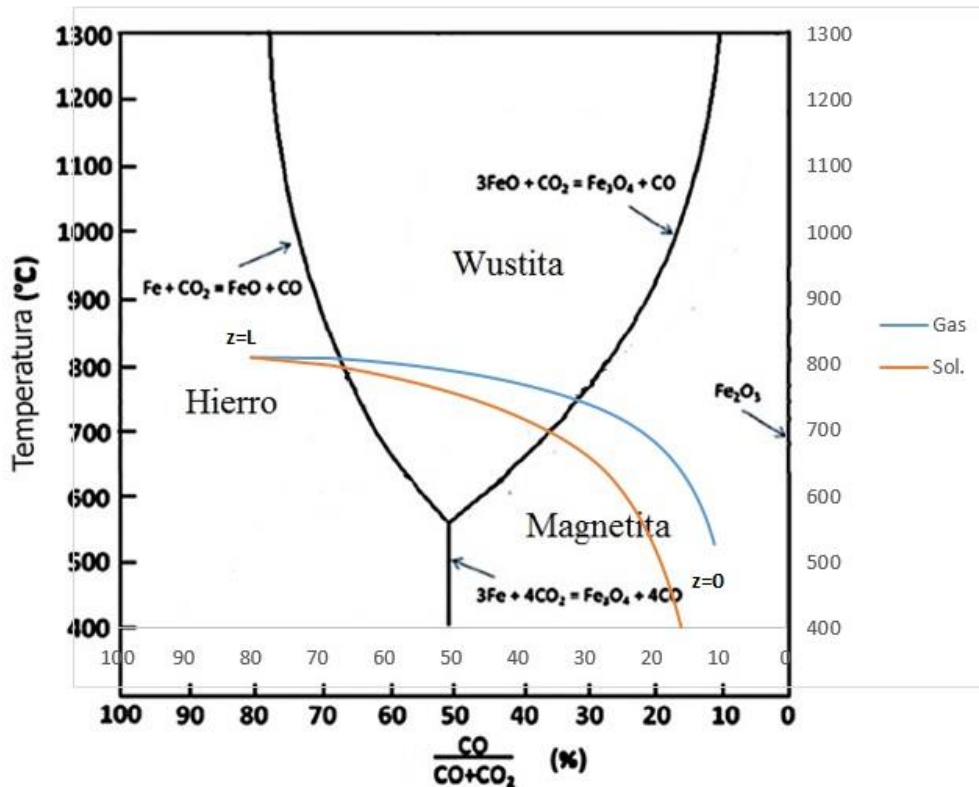 1300
1200
1100
1000
900
800
700
600
500
400
Temperatura (°C)
1300
1200
1100
1000
900
800
700
600
500
400
3FeO + CO₂ = Fe₃O₄ + CO
Wustita
Fe + CO₂ = FeO + CO
z=L
Hierro
Fe₂O₃
Gas
Sol.
Magnetita
z=0
3Fe + 4CO₂ = Fe₃O₄ + 4CO
100 90 80 70 60 50 40 30 20 10 0
100 90 80 70 60 50 40 30 20 10 0
CO
CO+CO₂
(%)